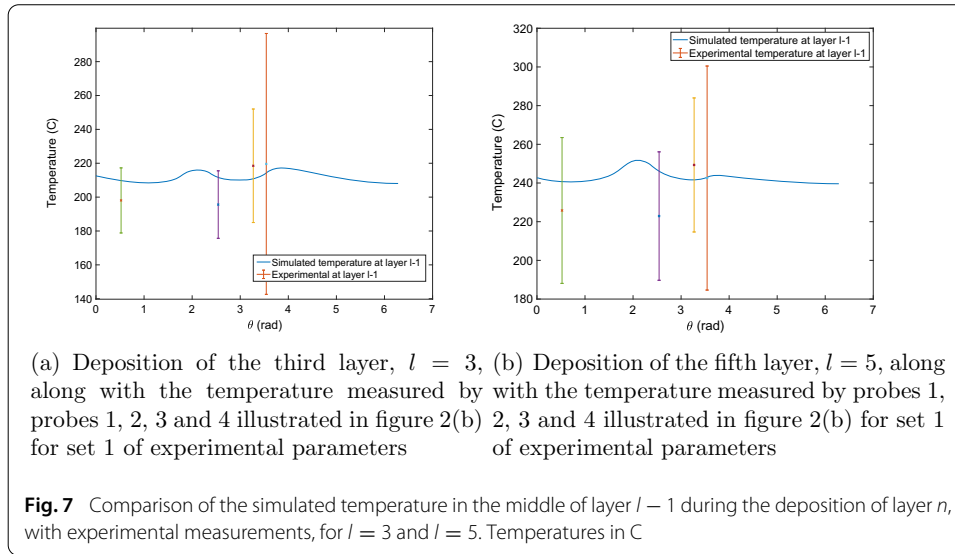 280
260
240
220
200
180
160
140
Temperature (C)
0 1 2 3 4 5 6 7
θ (rad)
Simulated temperature at layer l-1
Experimental at layer l-1
320
300
280
260
240
220
200
180
Temperature (C)
0 1 2 3 4 5 6 7
θ (rad)
Simulated temperature at layer l-1
Experimental temperature at layer l-1
(a) Deposition of the third layer, l = 3,
along with the temperature measured by
probes 1, 2, 3 and 4 illustrated in figure 2(b)
for set 1 of experimental parameters
(b) Deposition of the fifth layer, l = 5, along
with the temperature measured by probes 1,
2, 3 and 4 illustrated in figure 2(b) for set 1
of experimental parameters
Fig. 7 Comparison of the simulated temperature in the middle of layer l − 1 during the deposition of layer n,
with experimental measurements, for l = 3 and l = 5. Temperatures in C